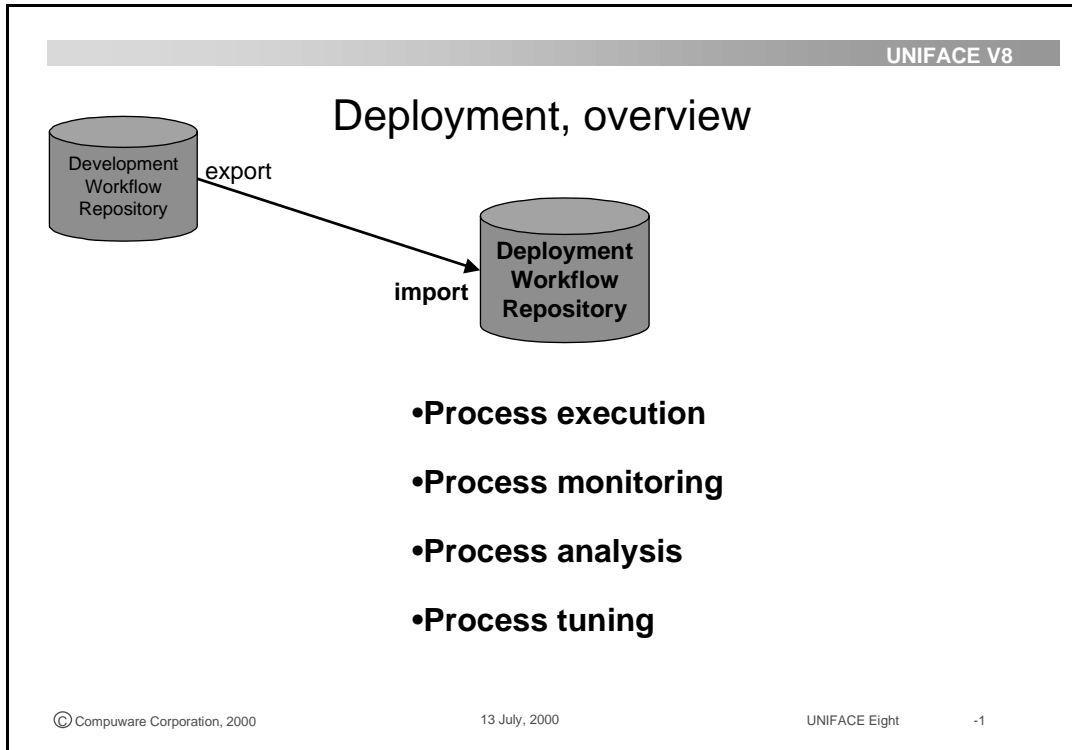 UNIFACE V8
Deployment, overview
Development
Workflow
Repository
export
import
Deployment
Workflow
Repository
•Process execution
•Process monitoring
•Process analysis
•Process tuning
© Compuware Corporation, 2000
13 July, 2000
UNIFACE Eight
-1